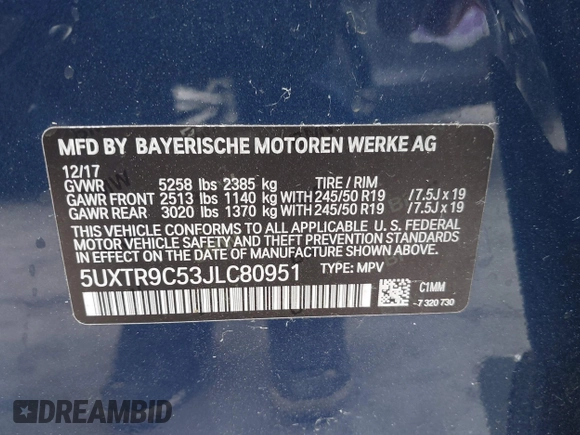 MFD BY BAYERISCHE MOTOREN WERKE AG
12/17
GVWR 5258 lbs 2385 kg TIRE / RIM
GAWR FRONT 2513 lbs 1140 kg WITH 245/50 R19 / 7.5J x 19
GAWR REAR 3020 lbs 1370 kg WITH 245/50 R19 / 7.5J x 19
THIS VEHICLE CONFORMS TO ALL APPLICABLE U. S. FEDERAL
MOTOR VEHICLE SAFETY AND THEFT PREVENTION STANDARDS
IN EFFECT ON THE DATE OF MANUFACTURE SHOWN ABOVE.
5UXTR9C53JLC80951 TYPE: MPV
C1MM
-7 320 730
DREAMBID